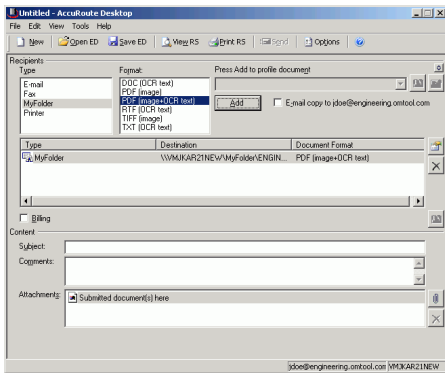 Untitled - AccuRoute Desktop
File Edit View Tools Help
New Open ED Save ED View RS Print RS Send Options
Recipients
Type Format: Press Add to profile document
E-mail
Fax
MyFolder
Printer
DOC (OCR text)
PDF (image)
PDF (image+OCR text)
RTF (OCR text)
TIFF (image)
TXT (OCR text)
Add E-mail copy to jdoe@engineering.omtool.com
Type Destination Document Format
MyFolder \\VMJKAR21NEW\MyFolder\ENGIN... PDF (image+OCR text)
Billing
Content
Subject:
Comments:
Attachments: Submitted document(s) here
jdoe@engineering.omtool.com VMJKAR21NEW